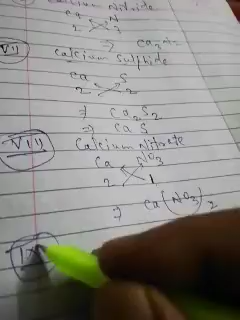 Calcium Nitride
Ca N
2 3
⇒ Ca₃N₂
VII Calcium Sulphide
Ca S
2 2
⇒ Ca₂S₂
⇒ CaS
VIII Calcium Nitrate
Ca NO₃
2 1
⇒ Ca(NO₃)₂